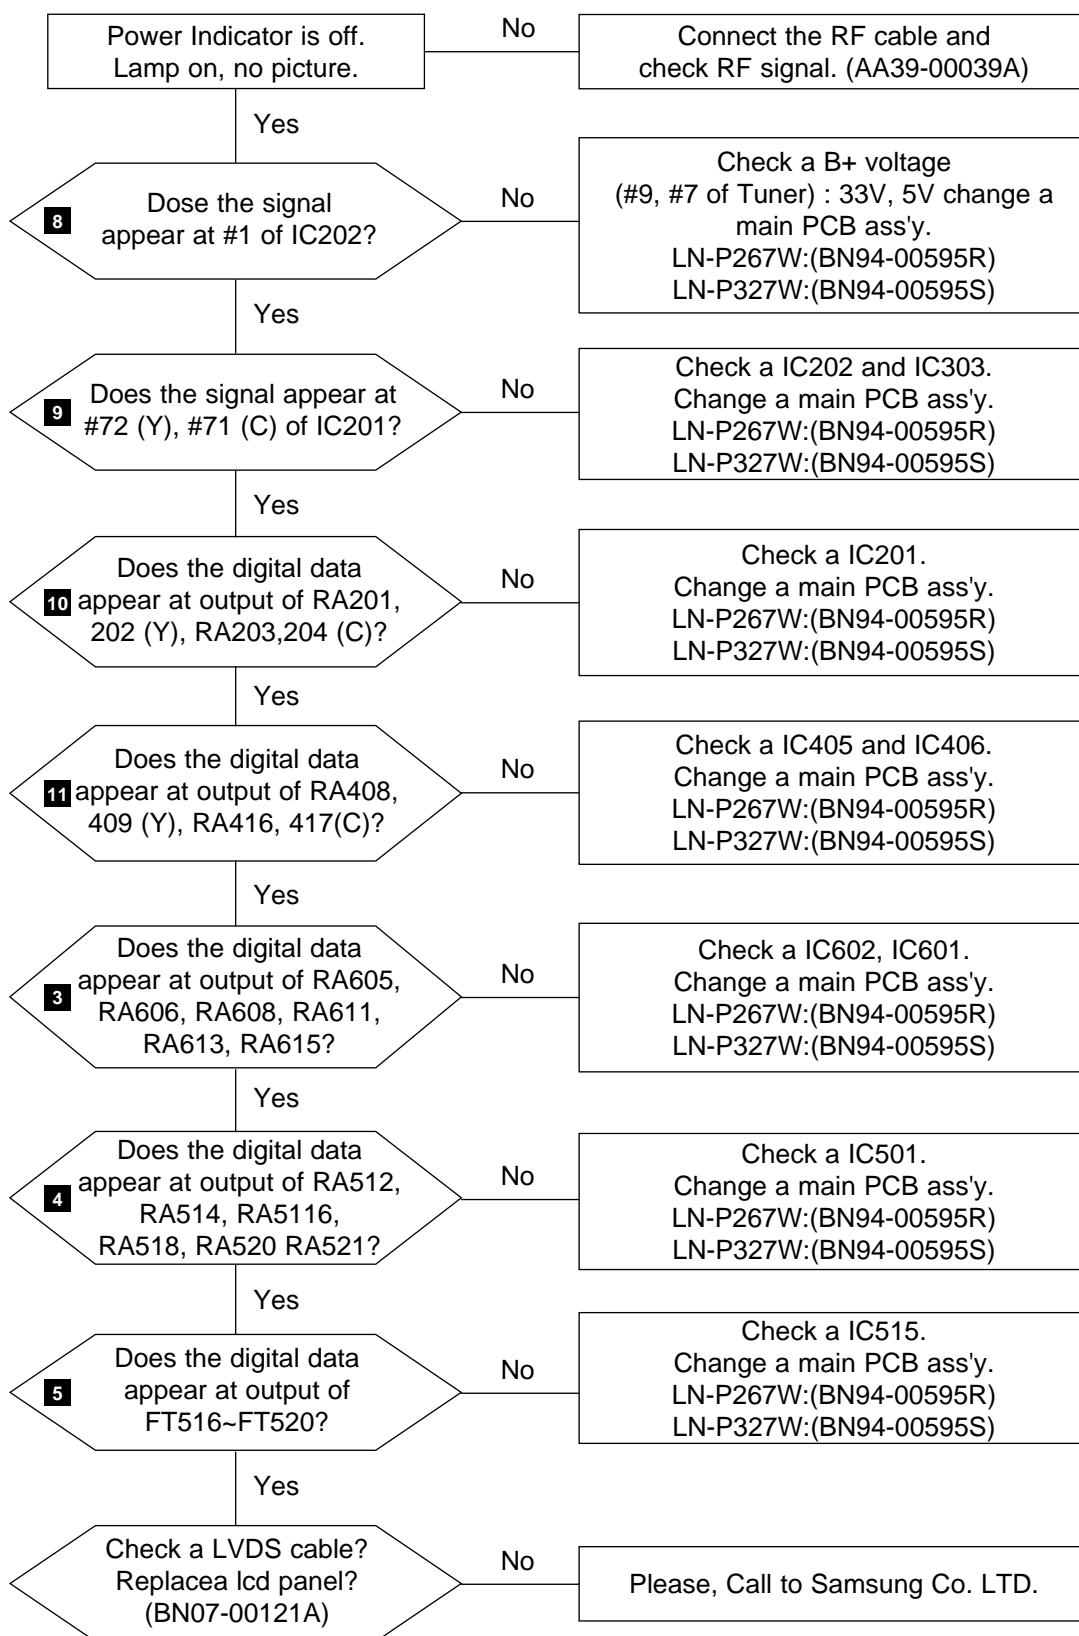 Power Indicator is off.
Lamp on, no picture.
No
Connect the RF cable and
check RF signal. (AA39-00039A)
Yes
8
Dose the signal
appear at #1 of IC202?
No
Check a B+ voltage
(#9, #7 of Tuner) : 33V, 5V change a
main PCB ass'y.
LN-P267W:(BN94-00595R)
LN-P327W:(BN94-00595S)
Yes
9
Does the signal appear at
#72 (Y), #71 (C) of IC201?
No
Check a IC202 and IC303.
Change a main PCB ass'y.
LN-P267W:(BN94-00595R)
LN-P327W:(BN94-00595S)
Yes
10
Does the digital data
appear at output of RA201,
202 (Y), RA203,204 (C)?
No
Check a IC201.
Change a main PCB ass'y.
LN-P267W:(BN94-00595R)
LN-P327W:(BN94-00595S)
Yes
11
Does the digital data
appear at output of RA408,
409 (Y), RA416, 417(C)?
No
Check a IC405 and IC406.
Change a main PCB ass'y.
LN-P267W:(BN94-00595R)
LN-P327W:(BN94-00595S)
Yes
3
Does the digital data
appear at output of RA605,
RA606, RA608, RA611,
RA613, RA615?
No
Check a IC602, IC601.
Change a main PCB ass'y.
LN-P267W:(BN94-00595R)
LN-P327W:(BN94-00595S)
Yes
4
Does the digital data
appear at output of RA512,
RA514, RA5116,
RA518, RA520 RA521?
No
Check a IC501.
Change a main PCB ass'y.
LN-P267W:(BN94-00595R)
LN-P327W:(BN94-00595S)
Yes
5
Does the digital data
appear at output of
FT516~FT520?
No
Check a IC515.
Change a main PCB ass'y.
LN-P267W:(BN94-00595R)
LN-P327W:(BN94-00595S)
Yes
Check a LVDS cable?
Replacea lcd panel?
(BN07-00121A)
No
Please, Call to Samsung Co. LTD.